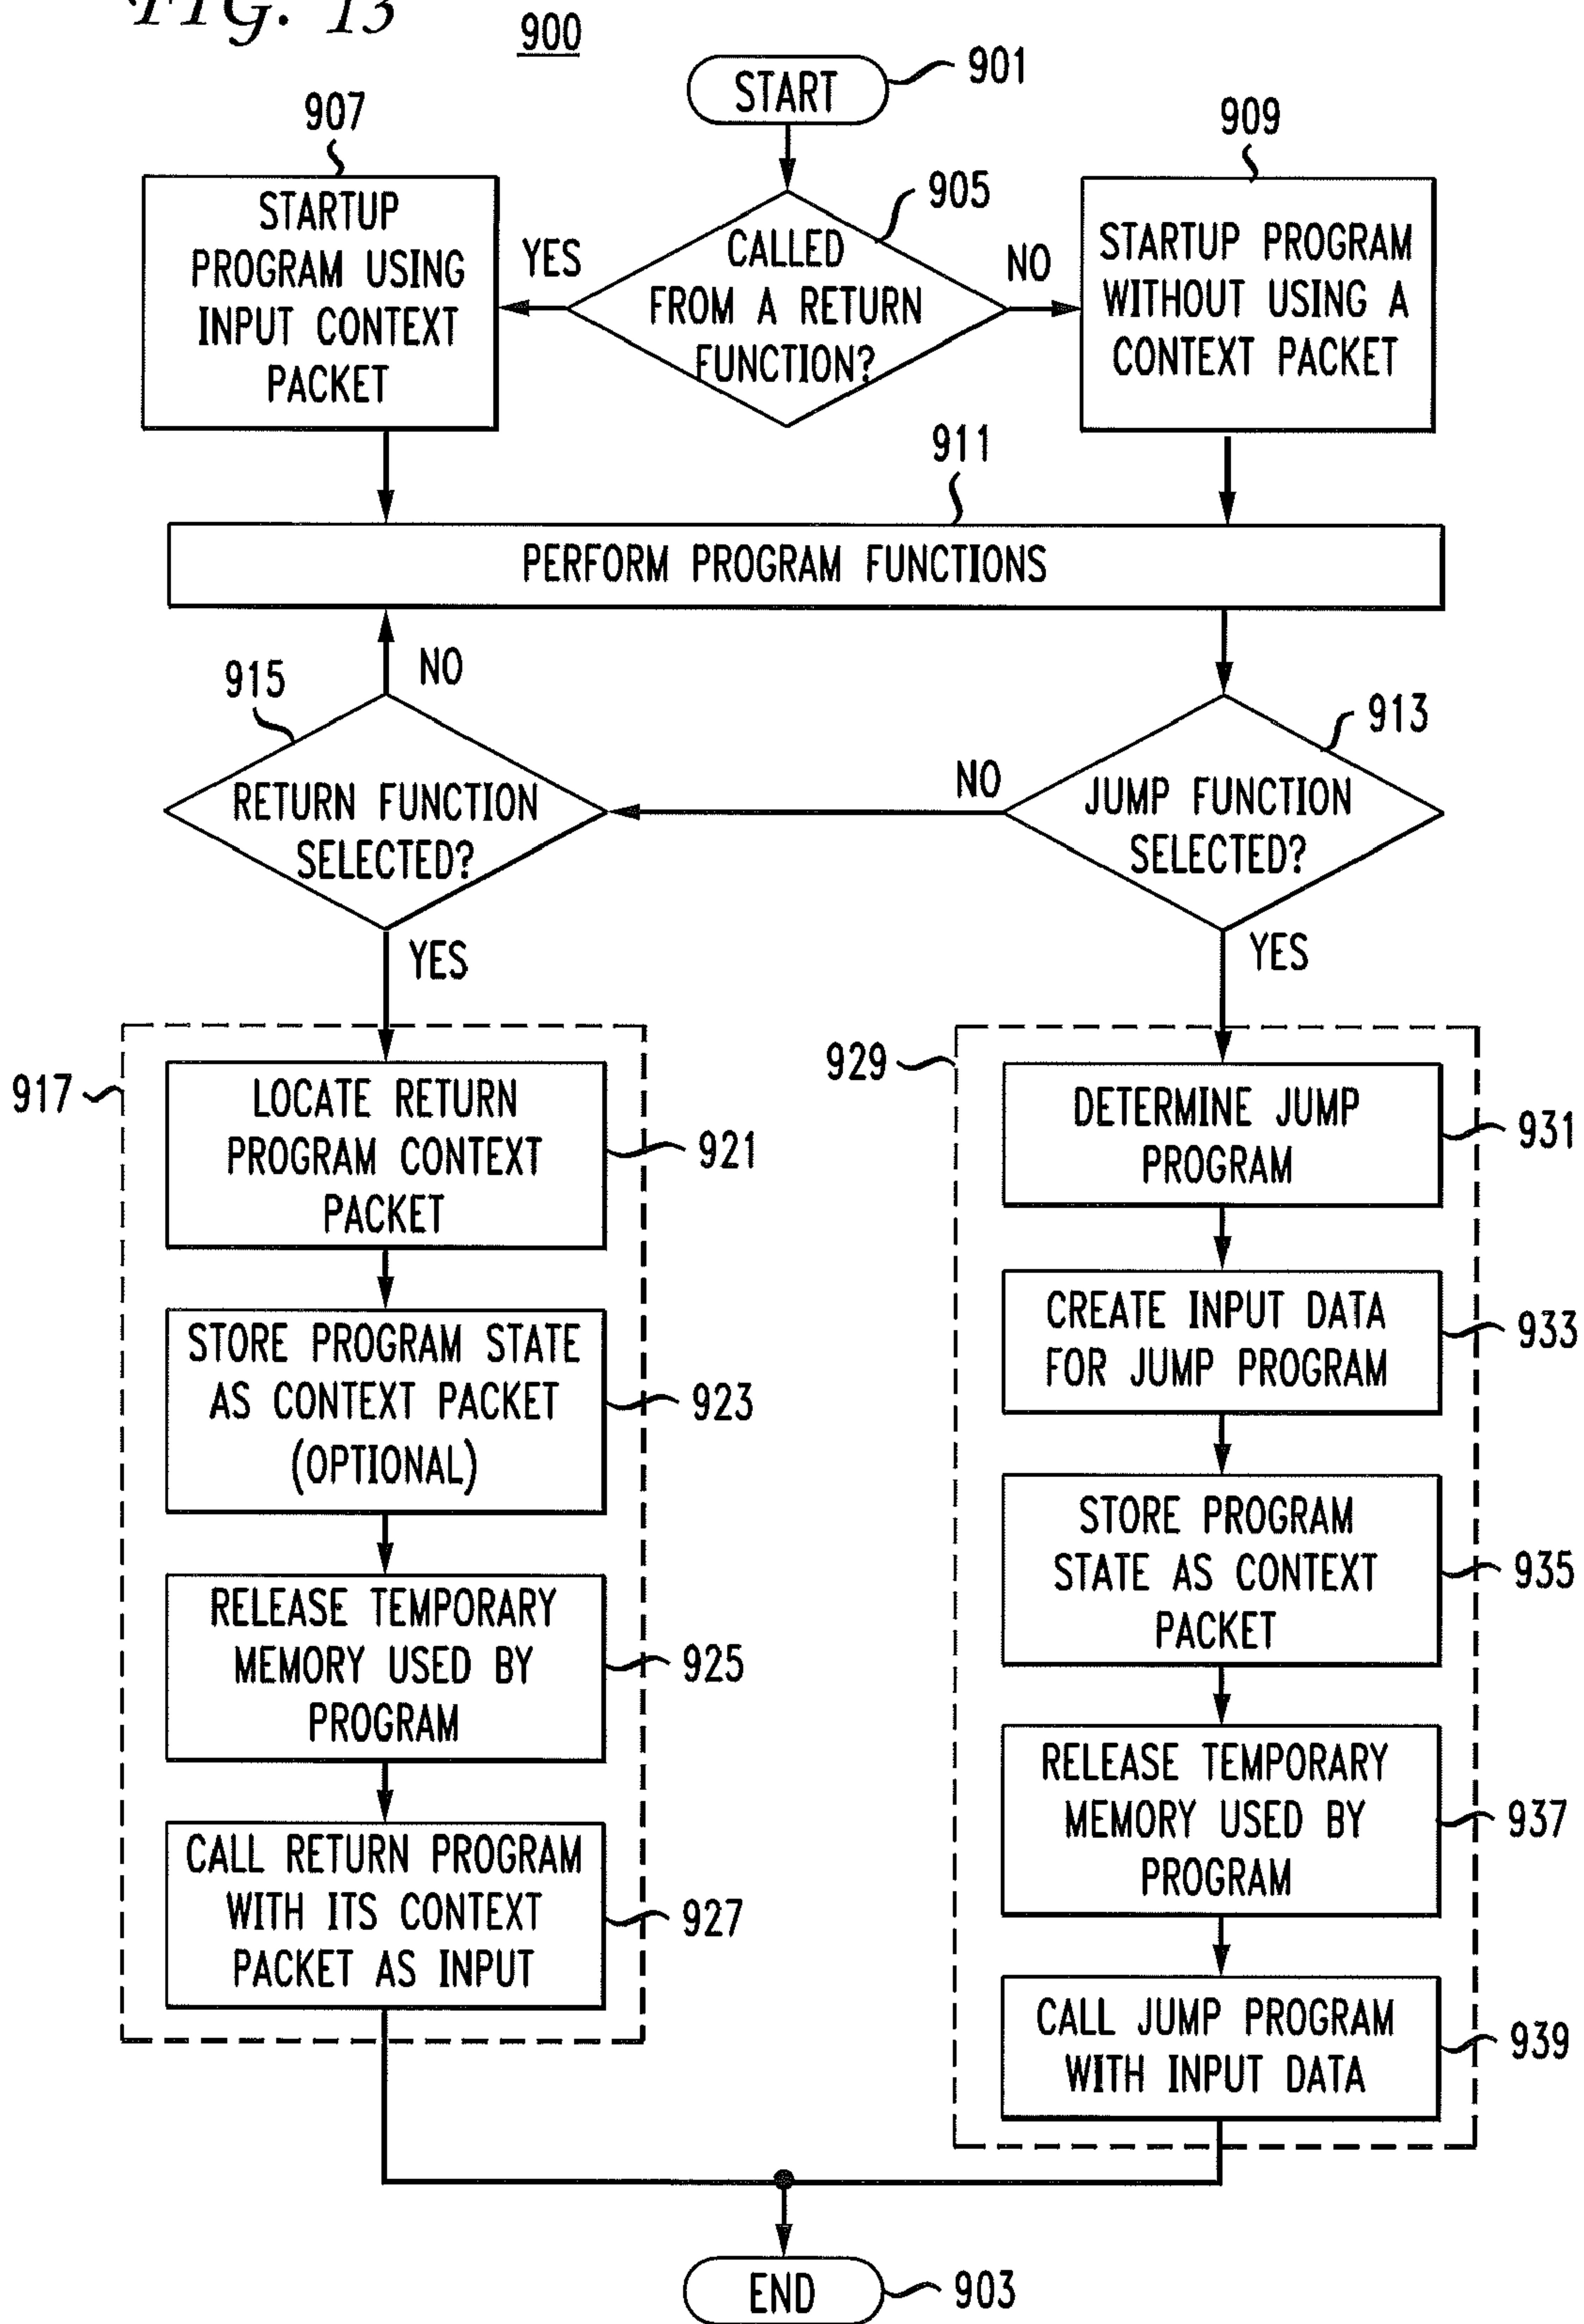 FIG. 13
900
START
901
907
909
905
STARTUP
PROGRAM USING
INPUT CONTEXT
PACKET
YES
CALLED
FROM A RETURN
FUNCTION?
NO
STARTUP PROGRAM
WITHOUT USING A
CONTEXT PACKET
911
PERFORM PROGRAM FUNCTIONS
915
NO
913
RETURN FUNCTION
SELECTED?
NO
JUMP FUNCTION
SELECTED?
YES
YES
917
LOCATE RETURN
PROGRAM CONTEXT
PACKET
921
STORE PROGRAM STATE
AS CONTEXT PACKET
(OPTIONAL)
923
RELEASE TEMPORARY
MEMORY USED BY
PROGRAM
925
CALL RETURN PROGRAM
WITH ITS CONTEXT
PACKET AS INPUT
927
929
DETERMINE JUMP
PROGRAM
931
CREATE INPUT DATA
FOR JUMP PROGRAM
933
STORE PROGRAM
STATE AS CONTEXT
PACKET
935
RELEASE TEMPORARY
MEMORY USED BY
PROGRAM
937
CALL JUMP PROGRAM
WITH INPUT DATA
939
END
903